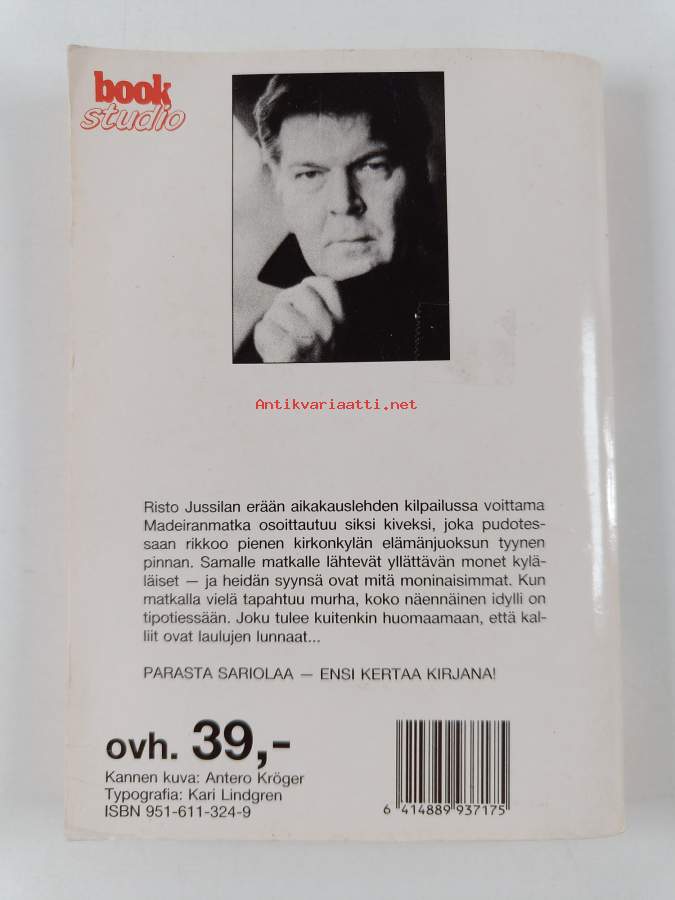 book
studio
Antikvariaatti.net
Risto Jussilan erään aikakauslehden kilpailussa voittama
Madeiranmatka osoittautuu siksi kiveksi, joka pudotes-
saan rikkoo pienen kirkonkylän elämänjuoksun tyynen
pinnan. Samalle matkalle lähtevät yllättävän monet kylä-
läiset — ja heidän syynsä ovat mitä moninaisimmat. Kun
matkalla vielä tapahtuu murha, koko näennäinen idylli on
tipotiessään. Joku tulee kuitenkin huomaamaan, että kal-
liit ovat laulujen lunnaat...
PARASTA SARIOLAA — ENSI KERTAA KIRJANA!
ovh. 39,-
Kannen kuva: Antero Kröger
Typografia: Kari Lindgren
ISBN 951-611-324-9
6 414889 937175